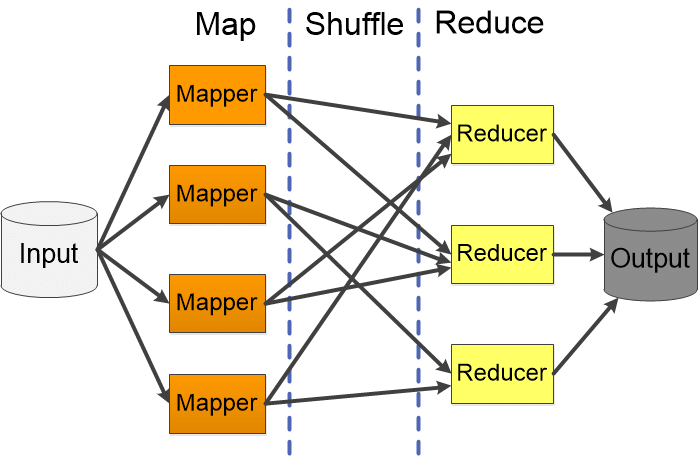 Map
Shuffle
Reduce
Input
Mapper
Mapper
Mapper
Mapper
Reducer
Reducer
Reducer
Output